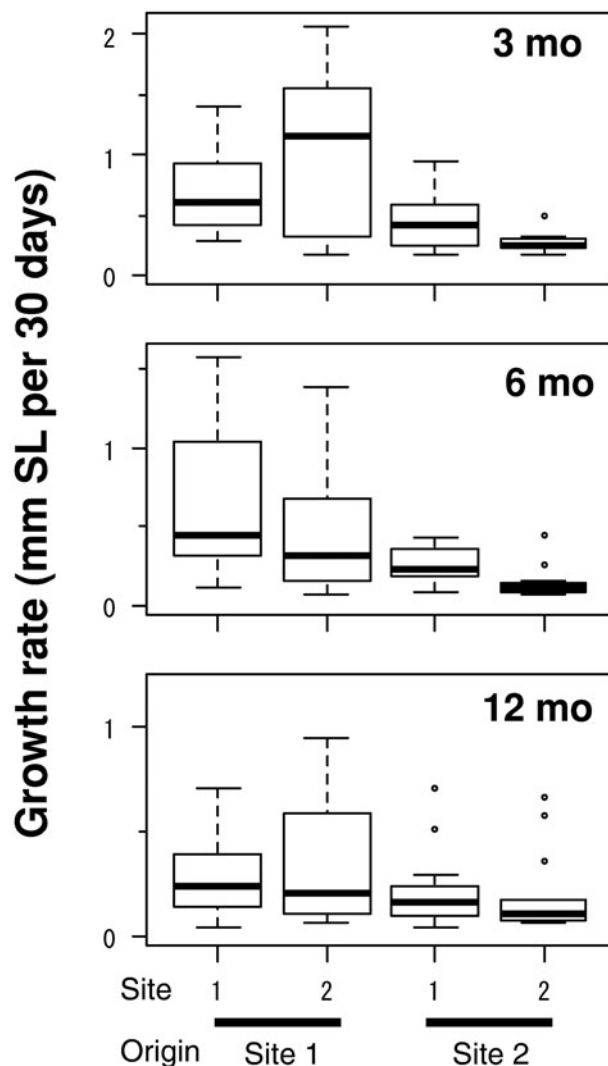 Growth rate (mm SL per 30 days)
3 mo
2
1
0
6 mo
1
0
12 mo
1
0
Site 1 2 1 2
Origin Site 1 Site 2